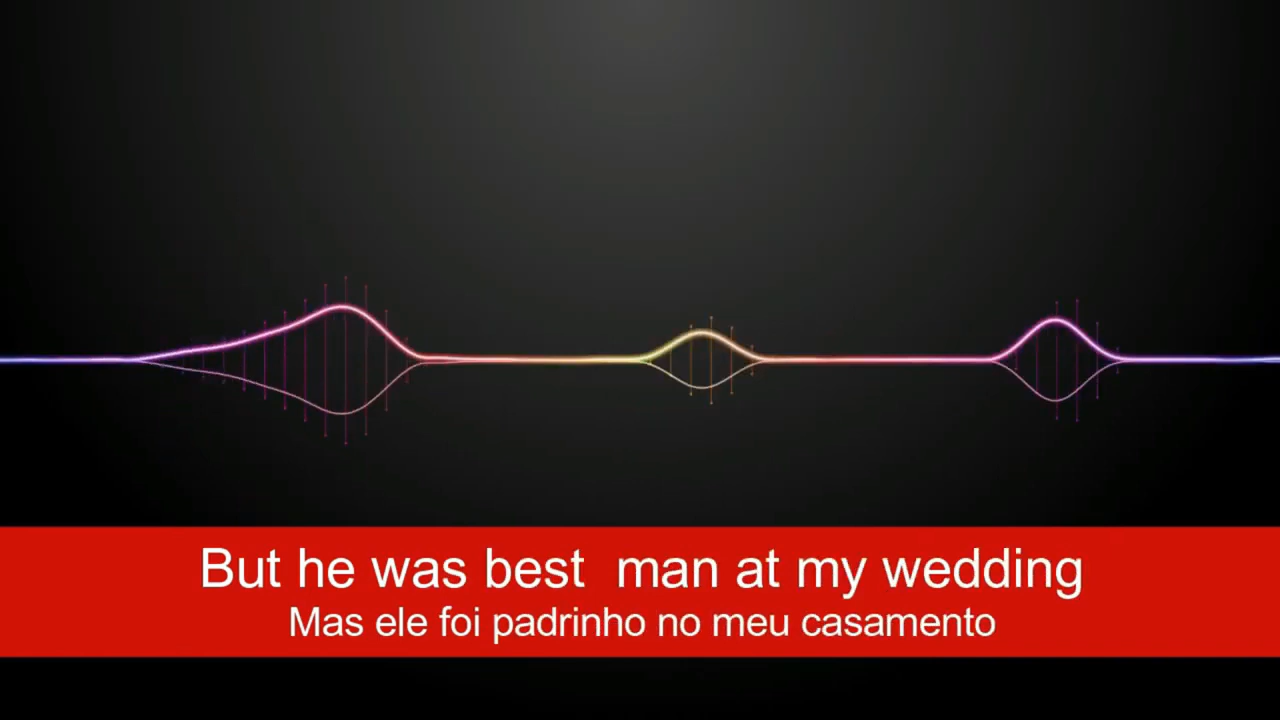 But he was best  man at my wedding
Mas ele foi padrinho no meu casamento